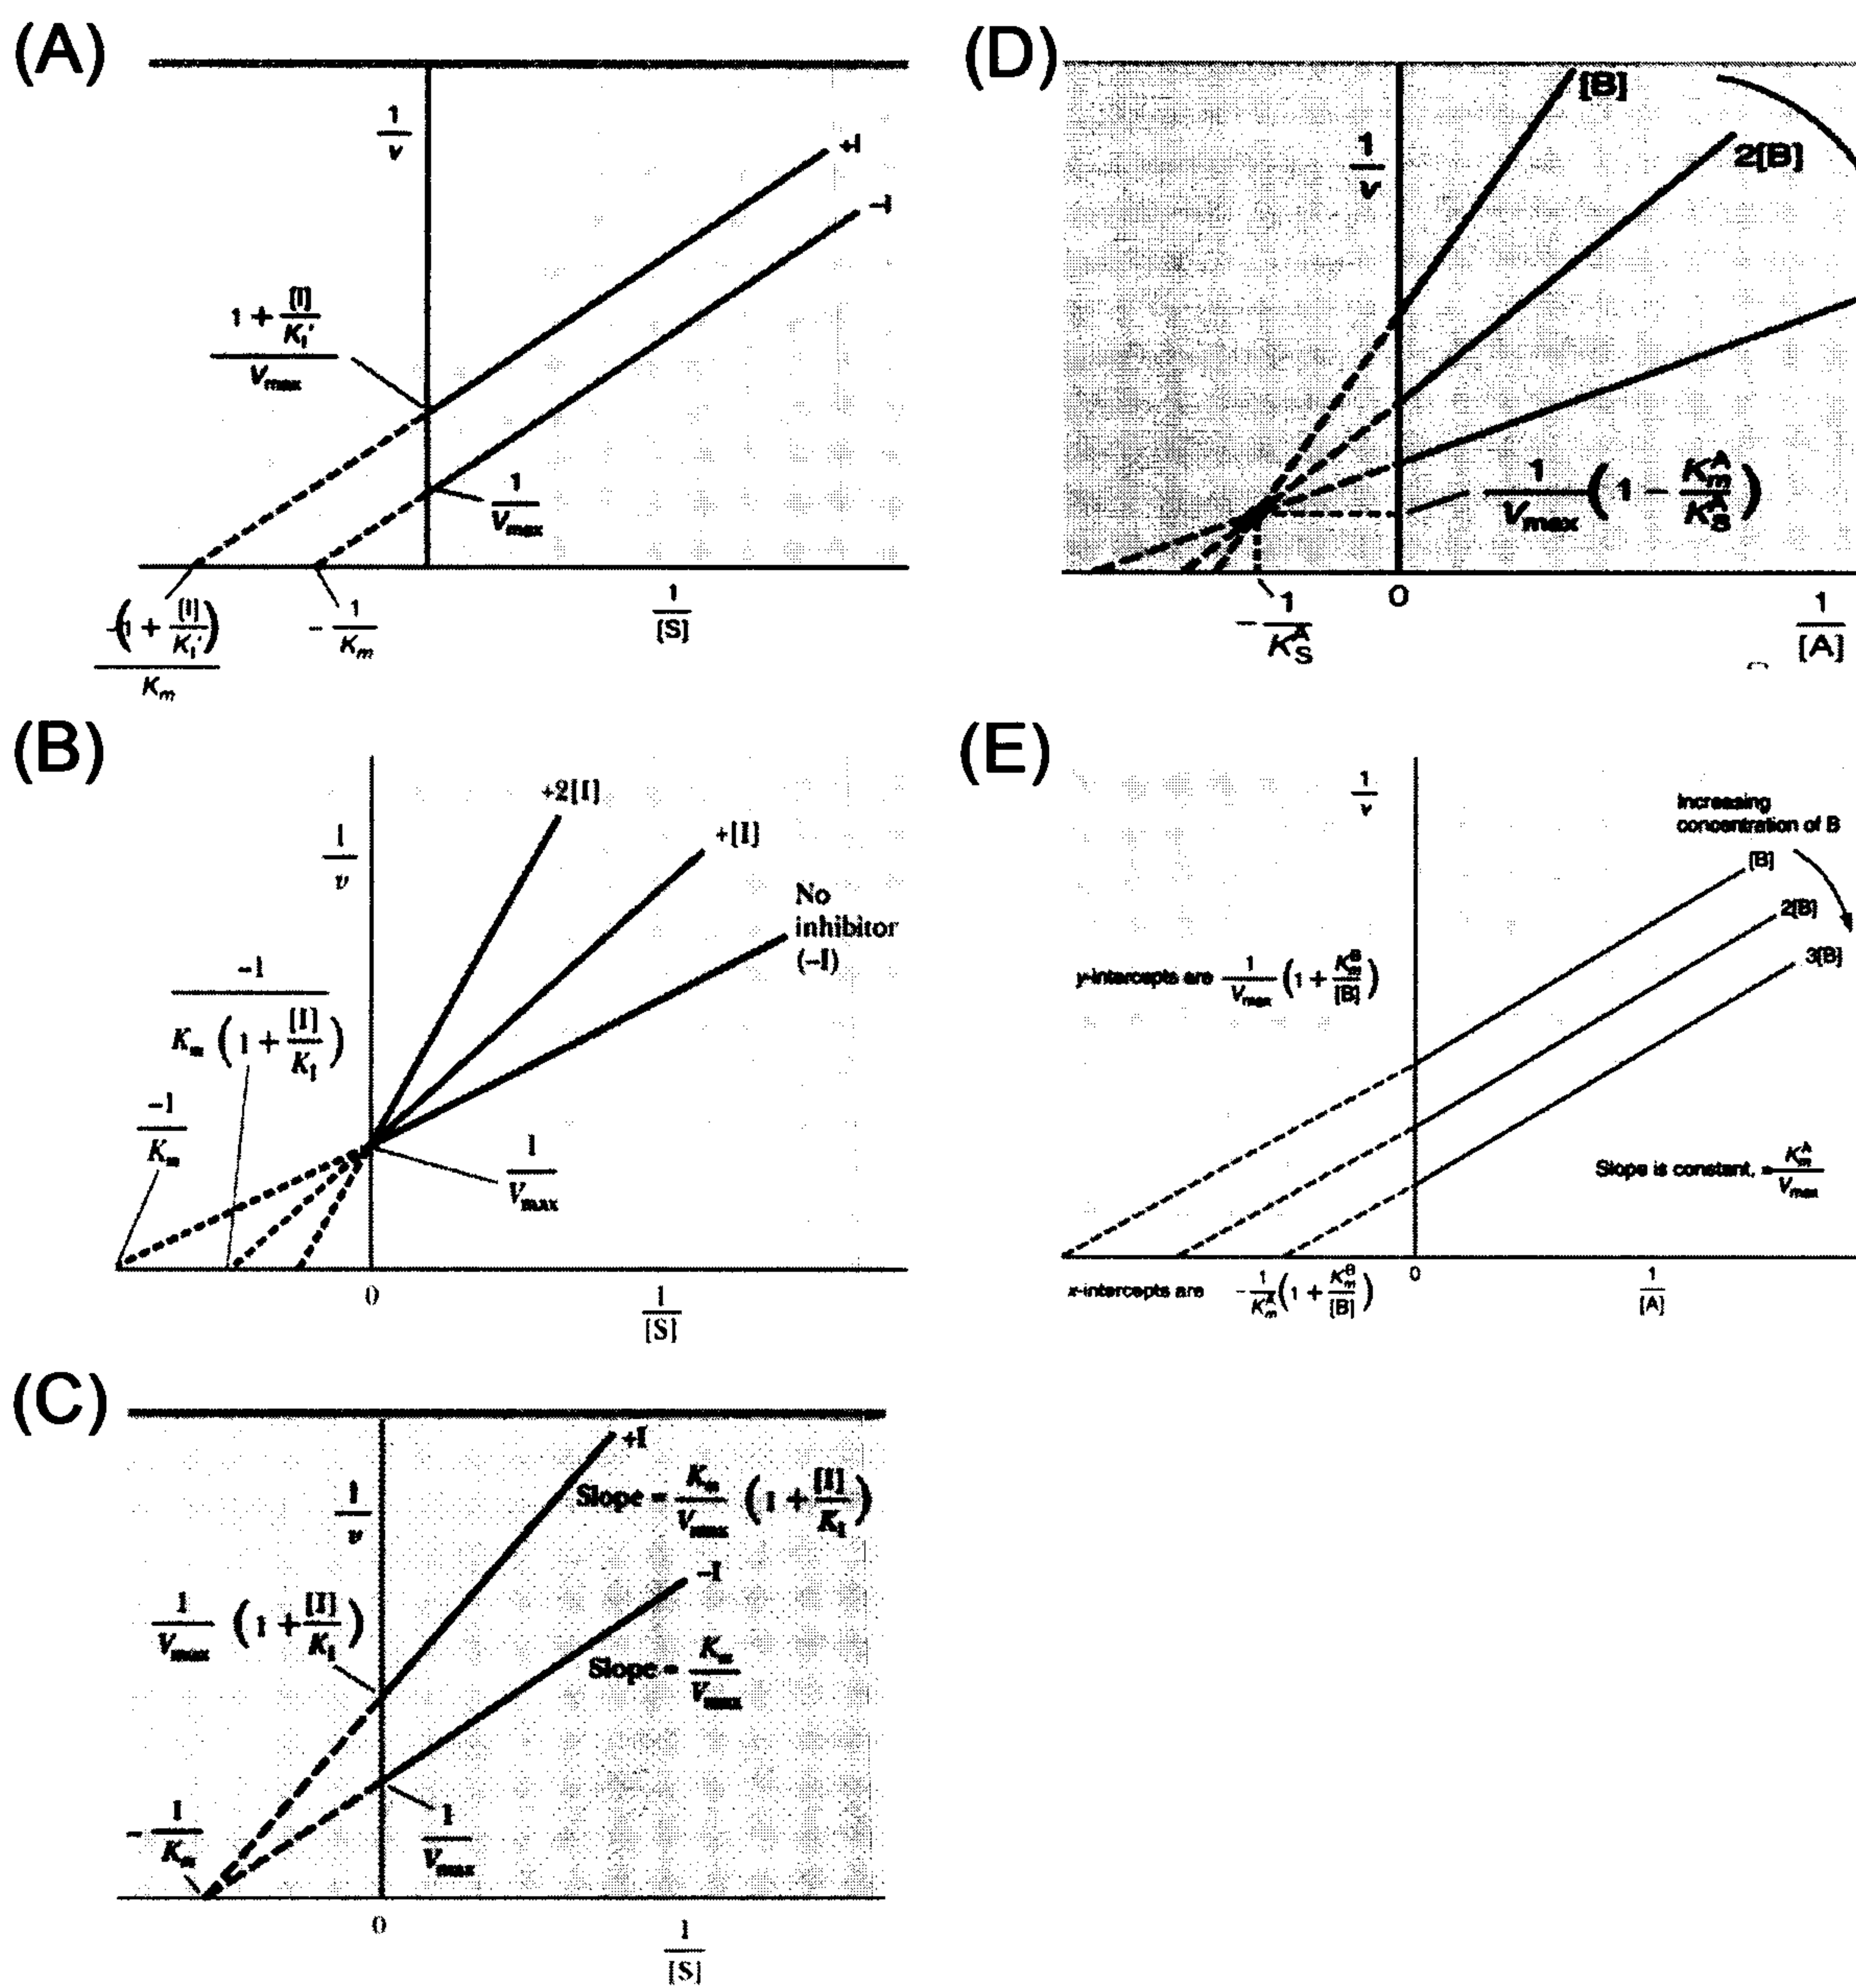 (A)
1/v
+I
-I
1 + [I]/K_I'
V_max
1/V_max
-(1 + [I]/K_I')
K_m
- 1/K_m
1/[S]
(B)
1/v
+2[I]
+[I]
No
inhibitor
(-I)
-1
K_m (1 + [I]/K_I)
-1/K_m
1/V_max
0
1/[S]
(C)
1/v
+I
Slope = K_m/V_max (1 + [I]/K_I)
-I
1/V_max (1 + [I]/K_I)
Slope = K_m/V_max
- 1/K_m
1/V_max
0
1/[S]
(D)
1/v
[B]
2[B]
1/V_max (1 - K_m^A/K_S^A)
- 1/K_S^A
0
1/[A]
(E)
1/v
Increasing
concentration of B
[B]
2[B]
3[B]
y-intercepts are 1/V_max (1 + K_m^B/[B])
Slope is constant, = K_m^A/V_max
x-intercepts are - 1/K_m^A (1 + K_m^B/[B])
0
1/[A]